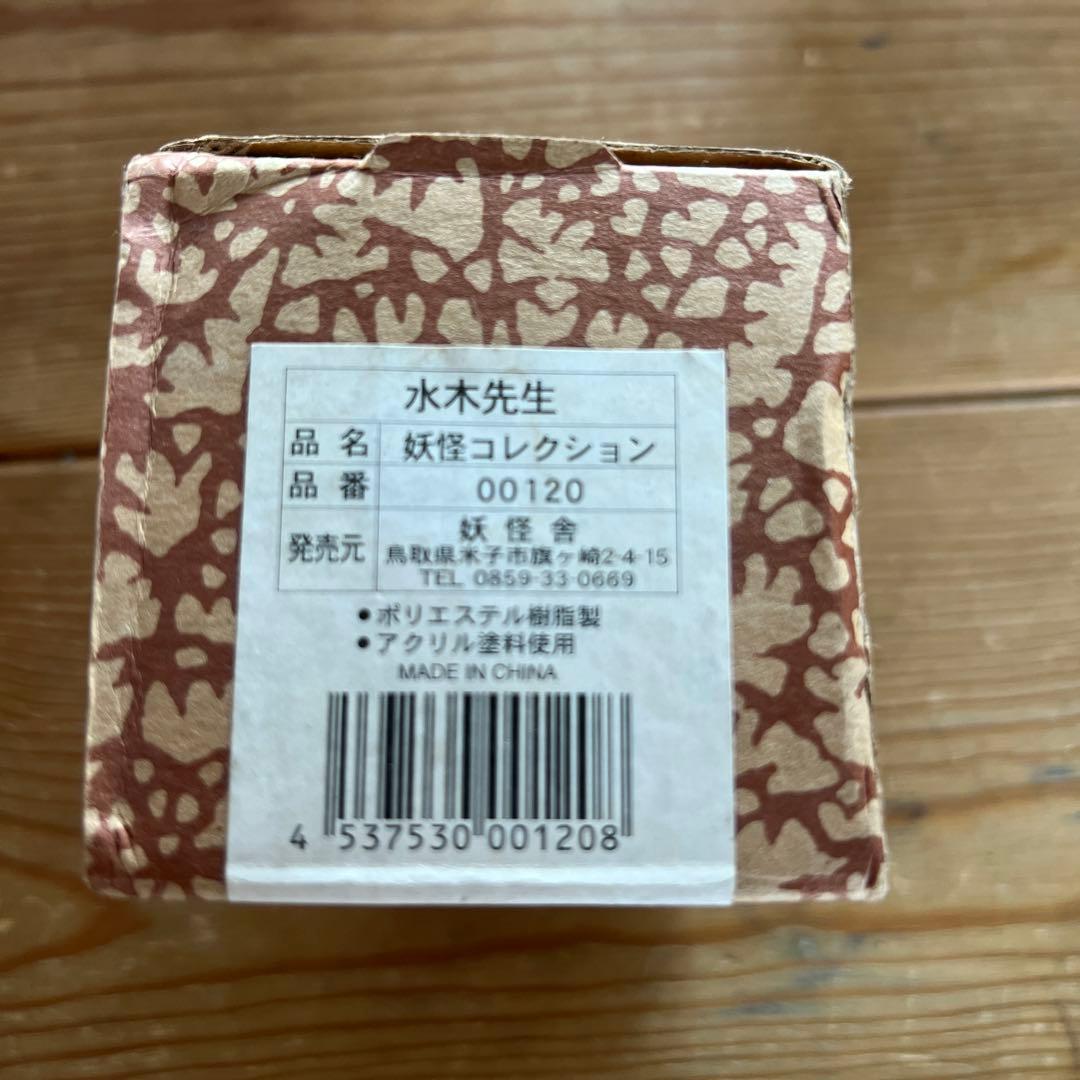 水木先生
品名 妖怪コレクション
品番 00120
発売元 妖怪舎
鳥取県米子市旗ヶ崎2-4-15
TEL 0859-33-0669
●ポリエステル樹脂製
●アクリル塗料使用
MADE IN CHINA
4 537530 001208